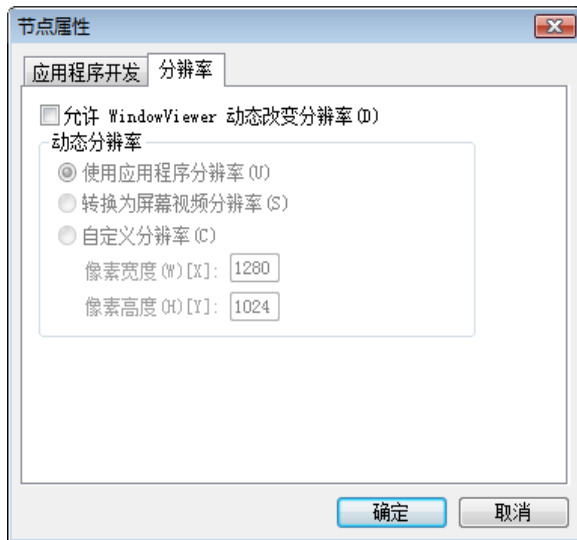 节点属性
应用程序开发 分辨率
允许 WindowViewer 动态改变分辨率(D)
动态分辨率
使用应用程序分辨率(U)
转换为屏幕视频分辨率(S)
自定义分辨率(C)
像素宽度(W)[X]: 1280
像素高度(H)[Y]: 1024
确定 取消